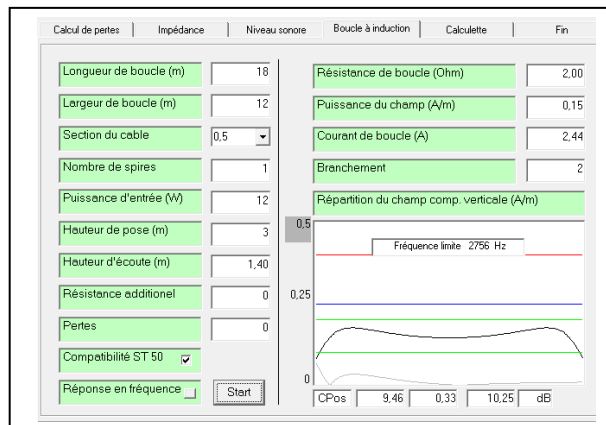 Calcul de pertes
Impédance
Niveau sonore
Boucle à induction
Calculette
Fin
Longueur de boucle (m) 18
Largeur de boucle (m) 12
Section du cable 0,5
Nombre de spires 1
Puissance d'entrée (W) 12
Hauteur de pose (m) 3
Hauteur d'écoute (m) 1,40
Résistance additionel 0
Pertes 0
Compatibilité ST 50
Réponse en fréquence
Start
Résistance de boucle (Ohm) 2,00
Puissance du champ (A/m) 0,15
Courant de boucle (A) 2,44
Branchement 2
Répartition du champ comp. verticale (A/m)
0,5
Fréquence limite 2756 Hz
0,25
0
CPos 9,46 0,33 10,25 dB